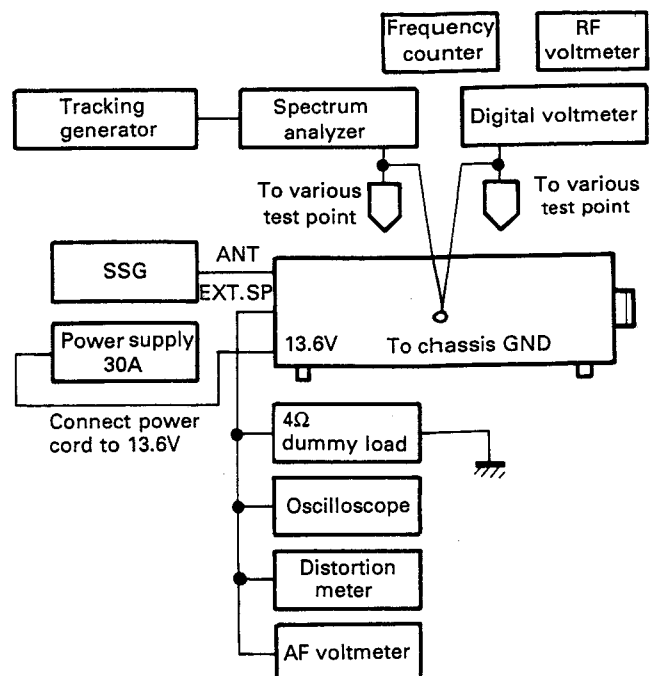 Frequency
counter
RF
voltmeter
Tracking
generator
Spectrum
analyzer
Digital voltmeter
To various
test point
To various
test point
SSG
ANT
EXT.SP
Power supply
30A
13.6V
To chassis GND
Connect power
cord to 13.6V
4Ω
dummy load
Oscilloscope
Distortion
meter
AF voltmeter